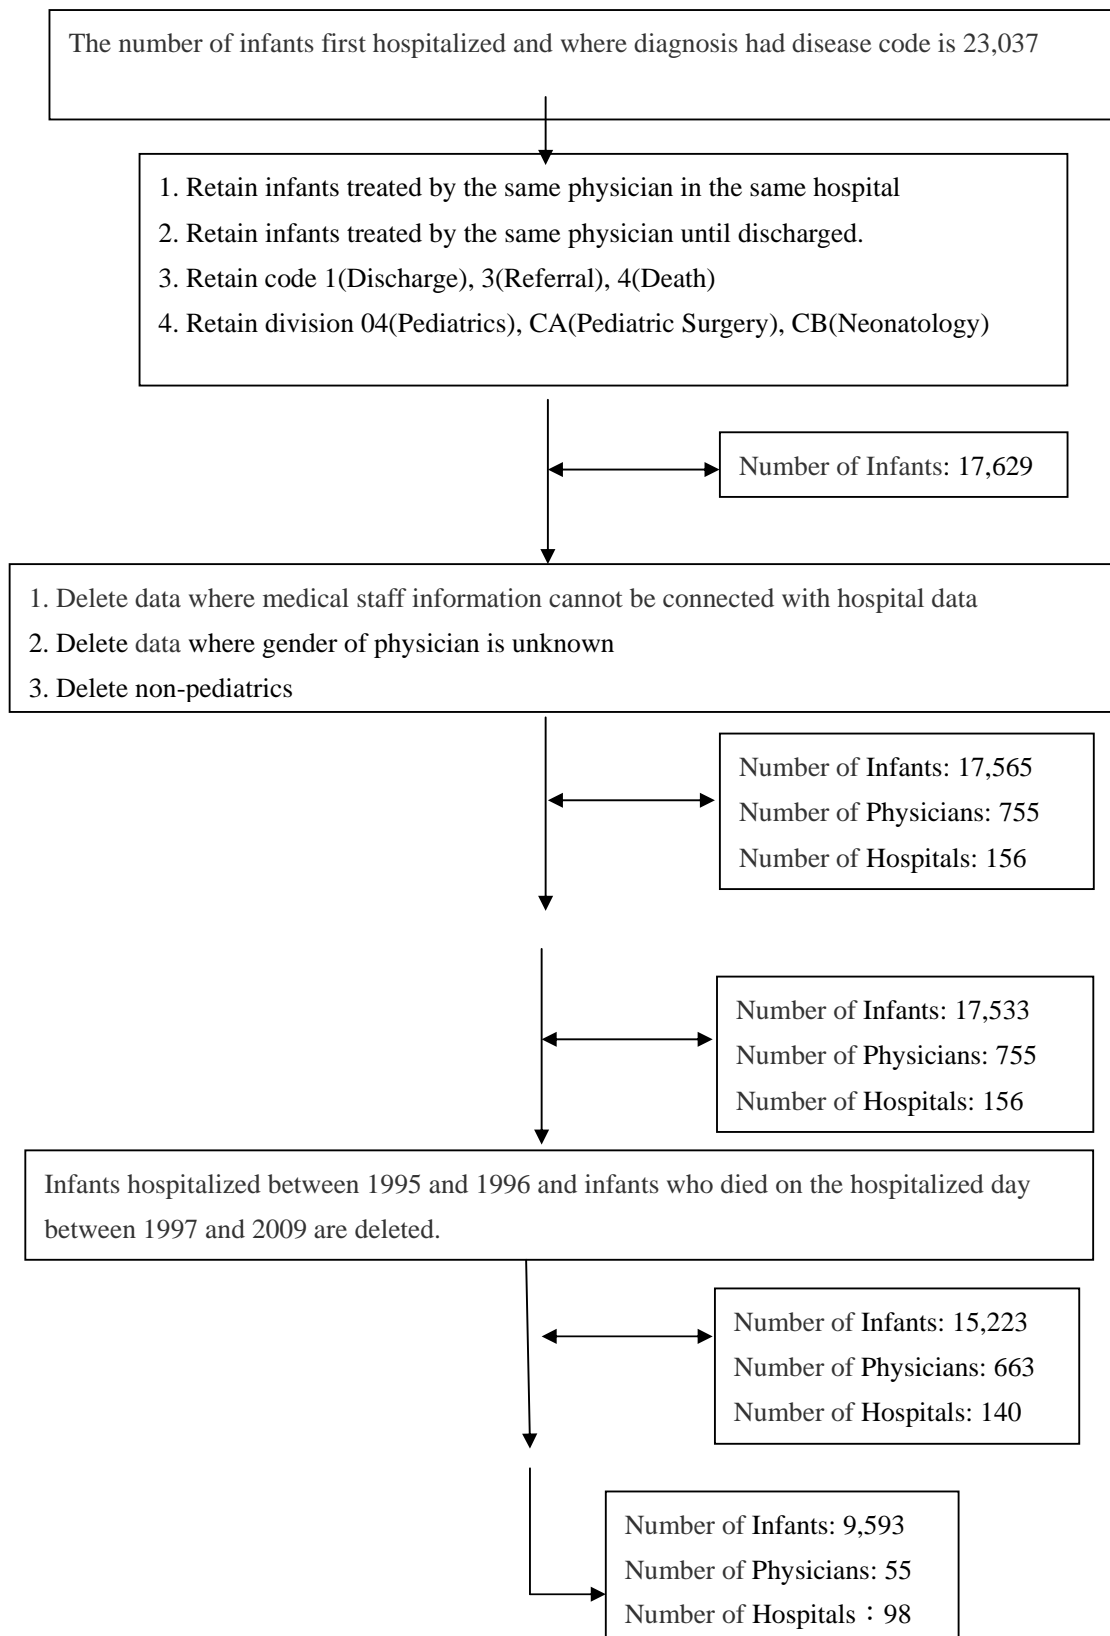 The number of infants first hospitalized and where diagnosis had disease code is 23,037
1. Retain infants treated by the same physician in the same hospital
2. Retain infants treated by the same physician until discharged.
3. Retain code 1(Discharge), 3(Referral), 4(Death)
4. Retain division 04(Pediatrics), CA(Pediatric Surgery), CB(Neonatology)
Number of Infants: 17,629
1. Delete data where medical staff information cannot be connected with hospital data
2. Delete data where gender of physician is unknown
3. Delete non-pediatrics
Number of Infants: 17,565
Number of Physicians: 755
Number of Hospitals: 156
Number of Infants: 17,533
Number of Physicians: 755
Number of Hospitals: 156
Infants hospitalized between 1995 and 1996 and infants who died on the hospitalized day
between 1997 and 2009 are deleted.
Number of Infants: 15,223
Number of Physicians: 663
Number of Hospitals: 140
Number of Infants: 9,593
Number of Physicians: 55
Number of Hospitals：98